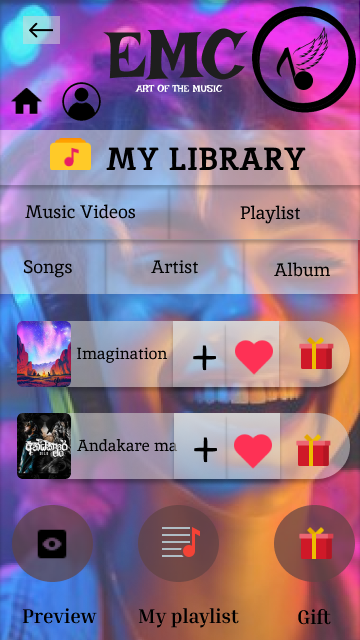 EMC
ART OF THE MUSIC
MY LIBRARY
Music Videos
Playlist
Songs
Artist
Album
Imagination
Andakare ma
Preview
My playlist
Gift